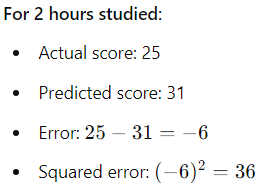 For 2 hours studied:
• Actual score: 25
• Predicted score: 31
• Error: 25 − 31 = −6
• Squared error: (−6)² = 36